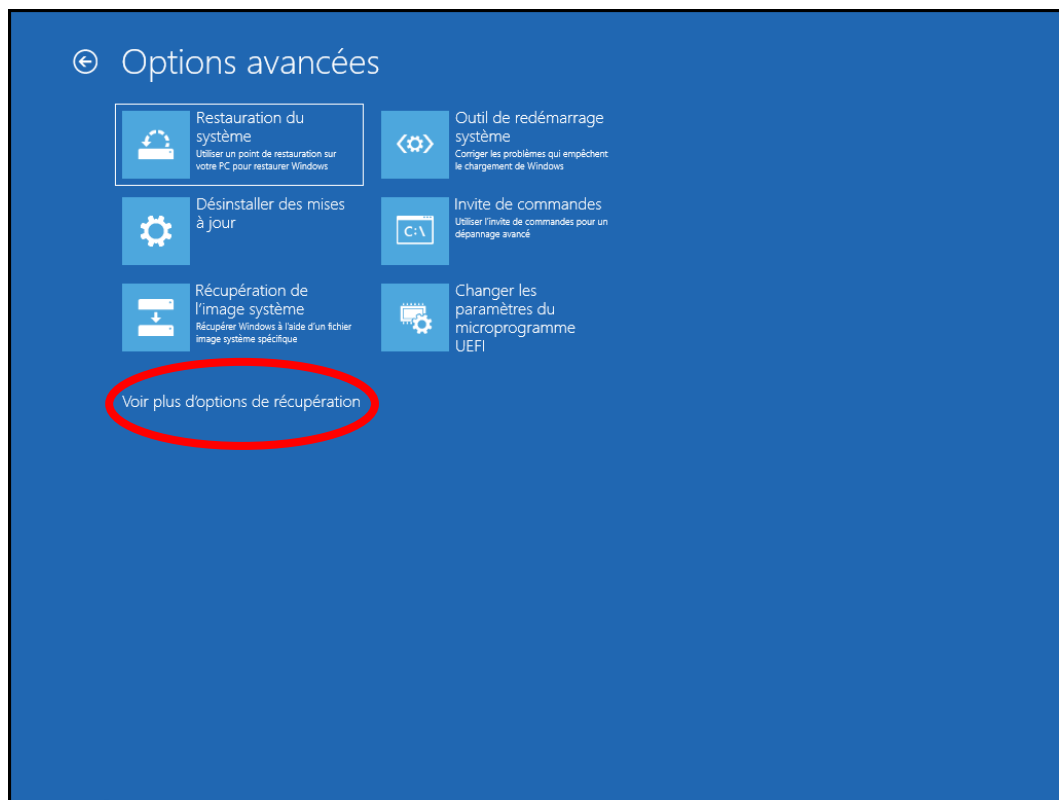 Options avancées
Restauration du
système
Utiliser un point de restauration sur
votre PC pour restaurer Windows
Outil de redémarrage
système
Corriger les problèmes qui empêchent
le chargement de Windows
Désinstaller des mises
à jour
Invite de commandes
Utiliser l'invite de commandes pour un
dépannage avancé
C:\
Récupération de
l'image système
Récupérer Windows à l'aide d'un fichier
image système spécifique
Changer les
paramètres du
microprogramme
UEFI
Voir plus d'options de récupération